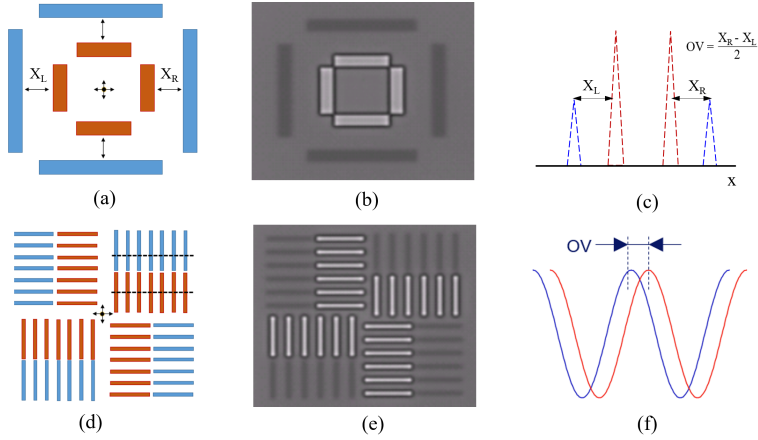 X_L
X_R
(a)
(b)
OV = X_R - X_L / 2
X_L
X_R
x
(c)
(d)
(e)
OV
(f)